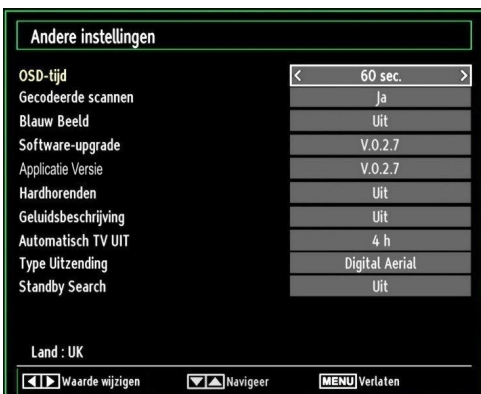 Andere instellingen
OSD-tijd < 60 sec. >
Gecodeerde scannen Ja
Blauw Beeld Uit
Software-upgrade V.0.2.7
Applicatie Versie V.0.2.7
Hardhorenden Uit
Geluidsbeschrijving Uit
Automatisch TV UIT 4 h
Type Uitzending Digital Aerial
Standby Search Uit
Land : UK
Waarde wijzigen Navigeer MENU Verlaten